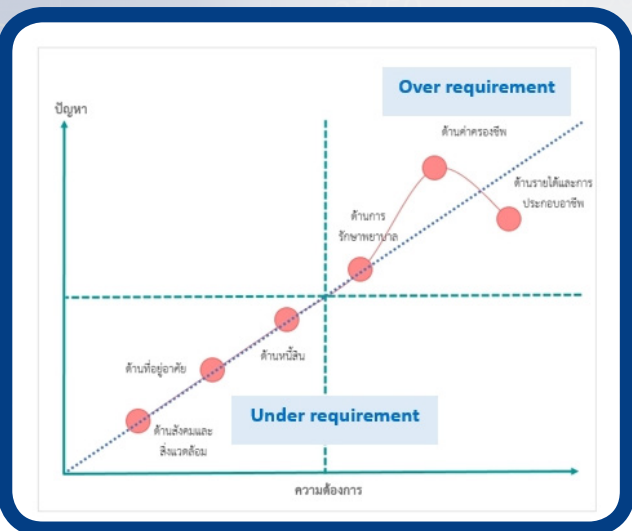 Over requirement
ปัญหา
ด้านค่าครองชีพ
ด้านรายได้และการ
ประกอบอาชีพ
ด้านการ
รักษาพยาบาล
ด้านหนี้สิน
ด้านที่อยู่อาศัย
Under requirement
ด้านสังคมและ
สิ่งแวดล้อม
ความต้องการ